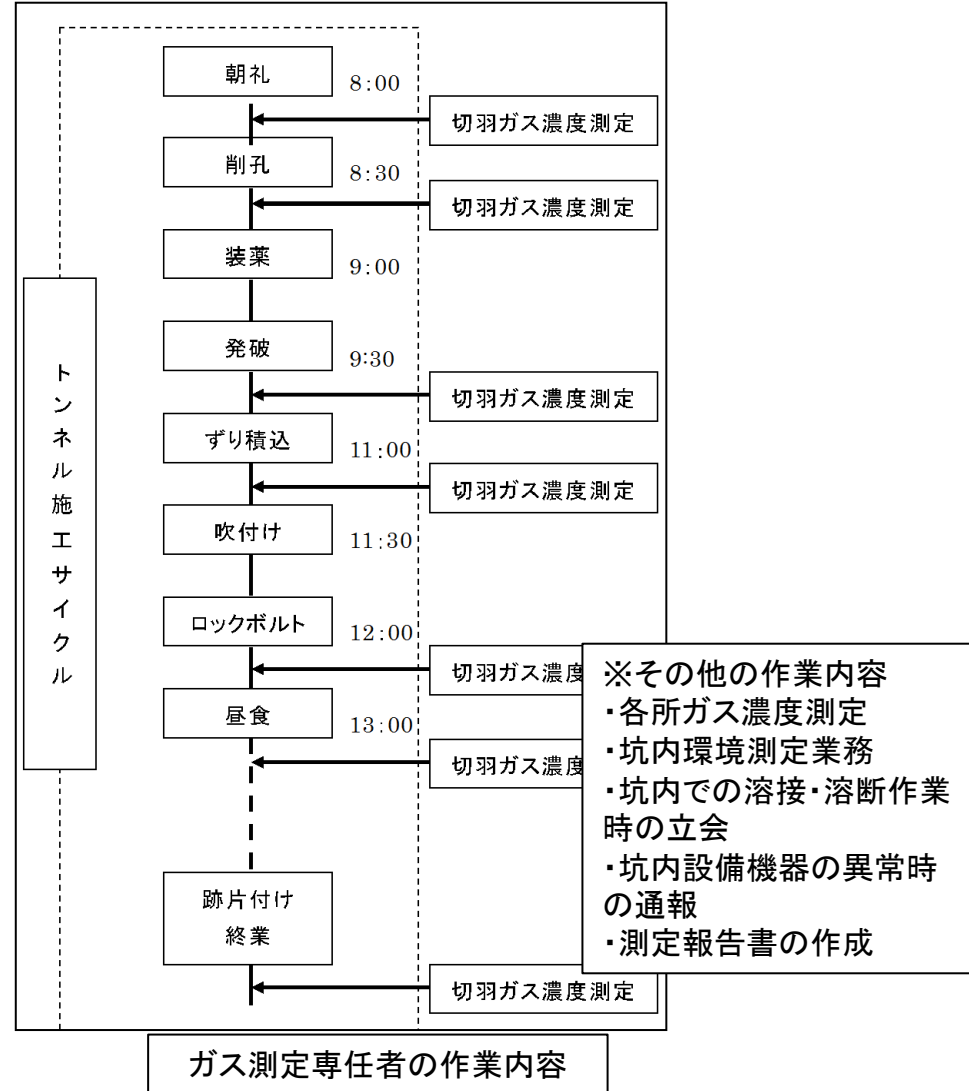 朝礼
8:00
切羽ガス濃度測定
削孔
8:30
切羽ガス濃度測定
装薬
9:00
発破
9:30
切羽ガス濃度測定
ずり積込
11:00
切羽ガス濃度測定
吹付け
11:30
ロックボルト
12:00
切羽ガス濃度
昼食
13:00
切羽ガス濃度
跡片付け
終業
切羽ガス濃度測定
トンネル施工サイクル
※その他の作業内容
・各所ガス濃度測定
・坑内環境測定業務
・坑内での溶接・溶断作業
時の立会
・坑内設備機器の異常時
の通報
・測定報告書の作成
ガス測定専任者の作業内容